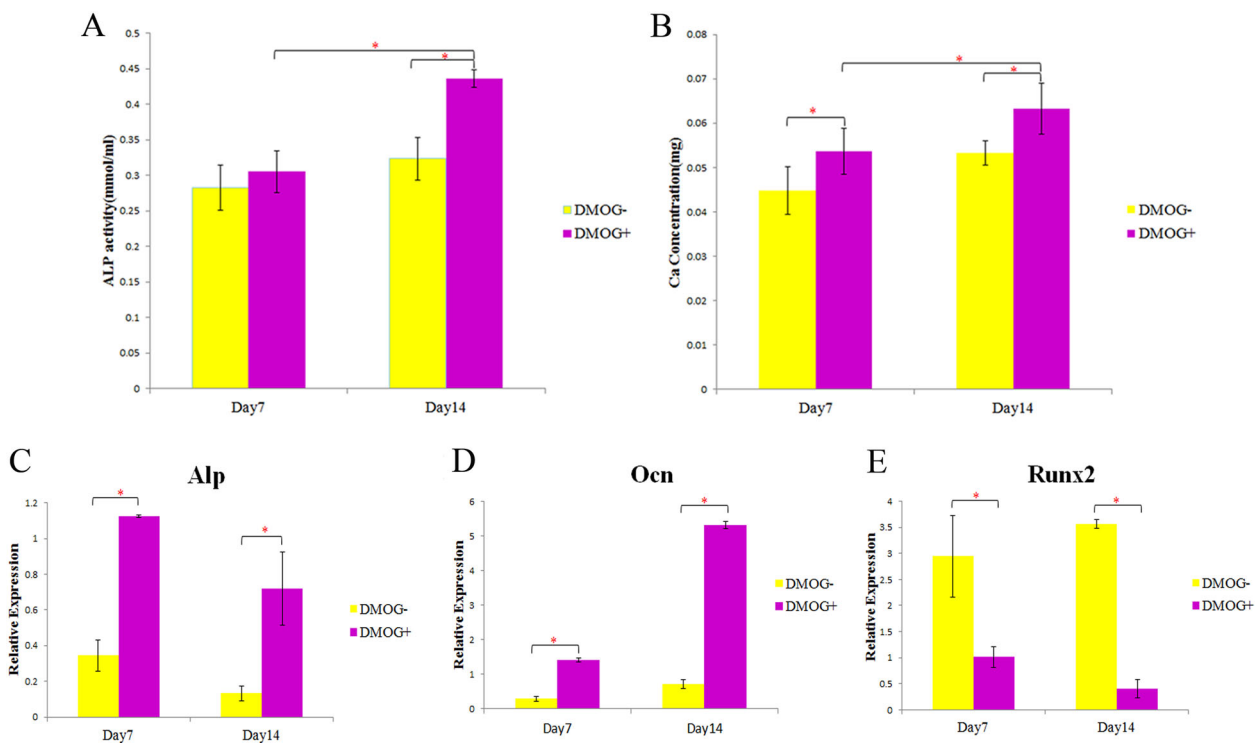 A
ALP activity(mmol/ml)
0.5
0.45
0.4
0.35
0.3
0.25
0.2
0.15
0.1
0.05
0
*
*
Day7
Day14
DMOG-
DMOG+
B
Ca Concentration(mg)
0.08
0.07
0.06
0.05
0.04
0.03
0.02
0.01
0
*
*
*
Day7
Day14
DMOG-
DMOG+
C
Alp
Relative Expression
1.2
1
0.8
0.6
0.4
0.2
0
*
*
Day7
Day14
DMOG-
DMOG+
D
Ocn
Relative Expression
6
5
4
3
2
1
0
*
*
Day7
Day14
DMOG-
DMOG+
E
Runx2
Relative Expression
4
3.5
3
2.5
2
1.5
1
0.5
0
*
*
Day7
Day14
DMOG-
DMOG+